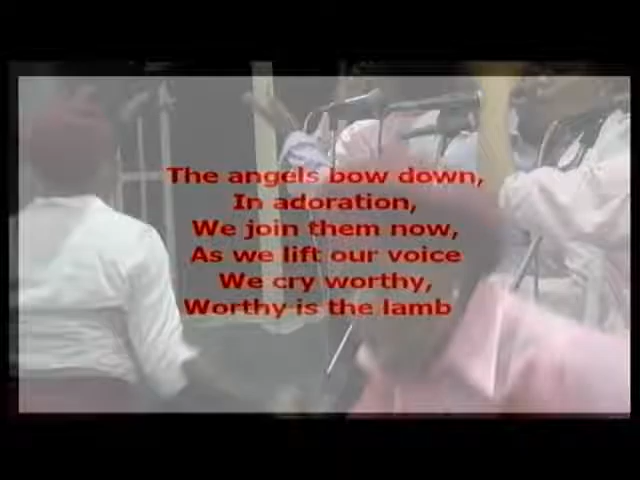 The angels bow down,
In adoration,
We join them now,
As we lift our voice
We cry worthy,
Worthy is the lamb